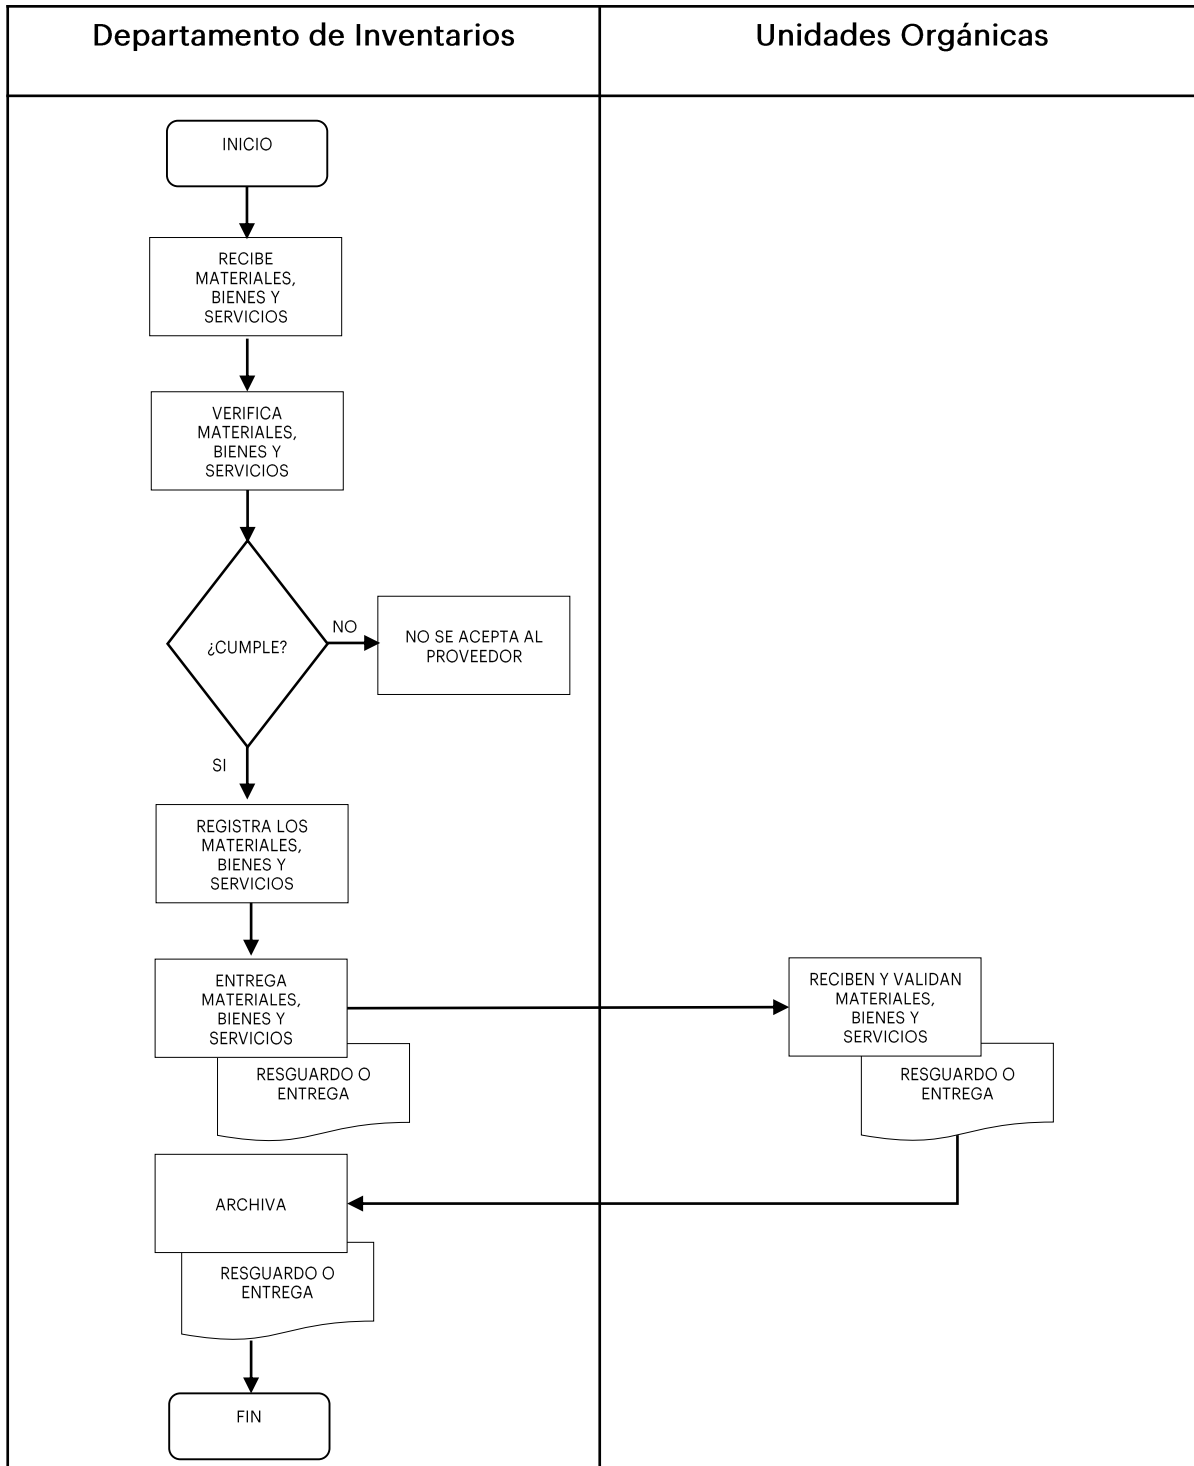 Departamento de Inventarios
Unidades Orgánicas
INICIO
RECIBE
MATERIALES,
BIENES Y
SERVICIOS
VERIFICA
MATERIALES,
BIENES Y
SERVICIOS
¿CUMPLE?
NO
NO SE ACEPTA AL
PROVEEDOR
SI
REGISTRA LOS
MATERIALES,
BIENES Y
SERVICIOS
ENTREGA
MATERIALES,
BIENES Y
SERVICIOS
RESGUARDO O
ENTREGA
RECIBEN Y VALIDAN
MATERIALES,
BIENES Y
SERVICIOS
RESGUARDO O
ENTREGA
ARCHIVA
RESGUARDO O
ENTREGA
FIN